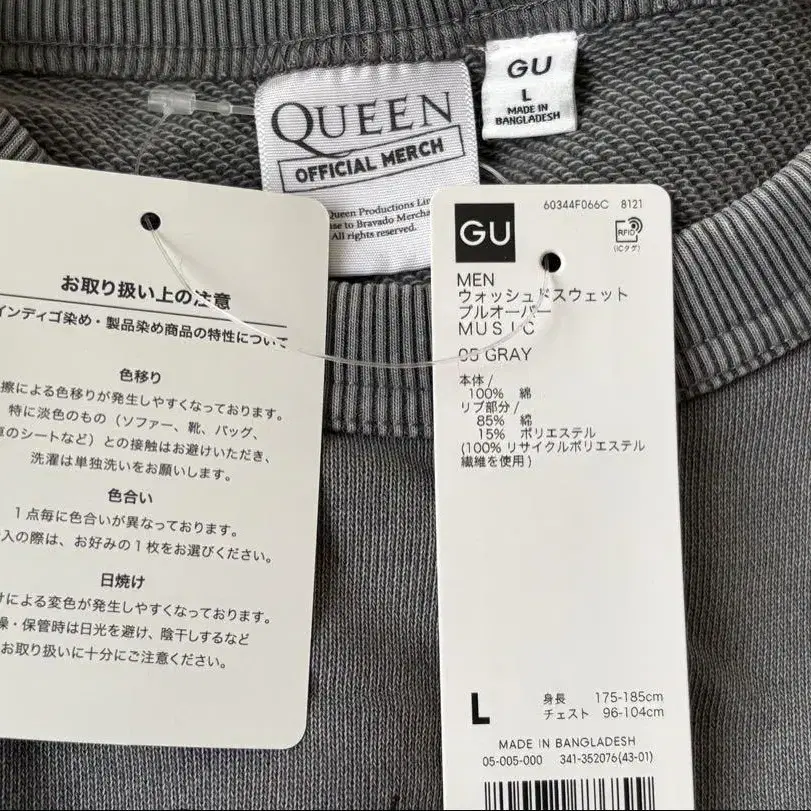 QUEEN
OFFICIAL MERCH
Queen Productions
to Bravado
All rights reserved.
GU
L
MADE IN
BANGLADESH
お取り扱い上の注意
インディゴ染め・製品染め商品の特性について
色移り
擦による色移りが発生しやすくなっております。
特に淡色のもの（ソファー、靴、バッグ、
のシートなど）との接触はお避けいただき、
洗濯は単独洗いをお願いします。
色合い
1点毎に色合いが異なっております。
入の際は、お好みの1枚をお選びください。
日焼け
による変色が発生しやすくなっております。
・保管時は日光を避け、陰干しするなど
お取り扱いに十分にご注意ください。
60344F066C 8121
GU
RFID
(ICタグ)
MEN
ウォッシュドスウェット
プルオーバー
MUSIC
05 GRAY
本体/
100% 綿
リブ部分/
85% 綿
15% ポリエステル
(100% リサイクルポリエステル
繊維を使用)
L
身長 175-185cm
チェスト 96-104cm
MADE IN BANGLADESH
05-005-000 341-352076(43-01)